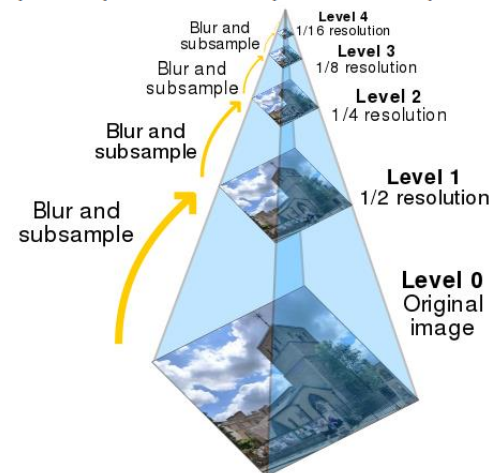 Level 4
1/16 resolution
Blur and
subsample
Level 3
1/8 resolution
Blur and
subsample
Level 2
1/4 resolution
Blur and
subsample
Level 1
1/2 resolution
Blur and
subsample
Level 0
Original
image